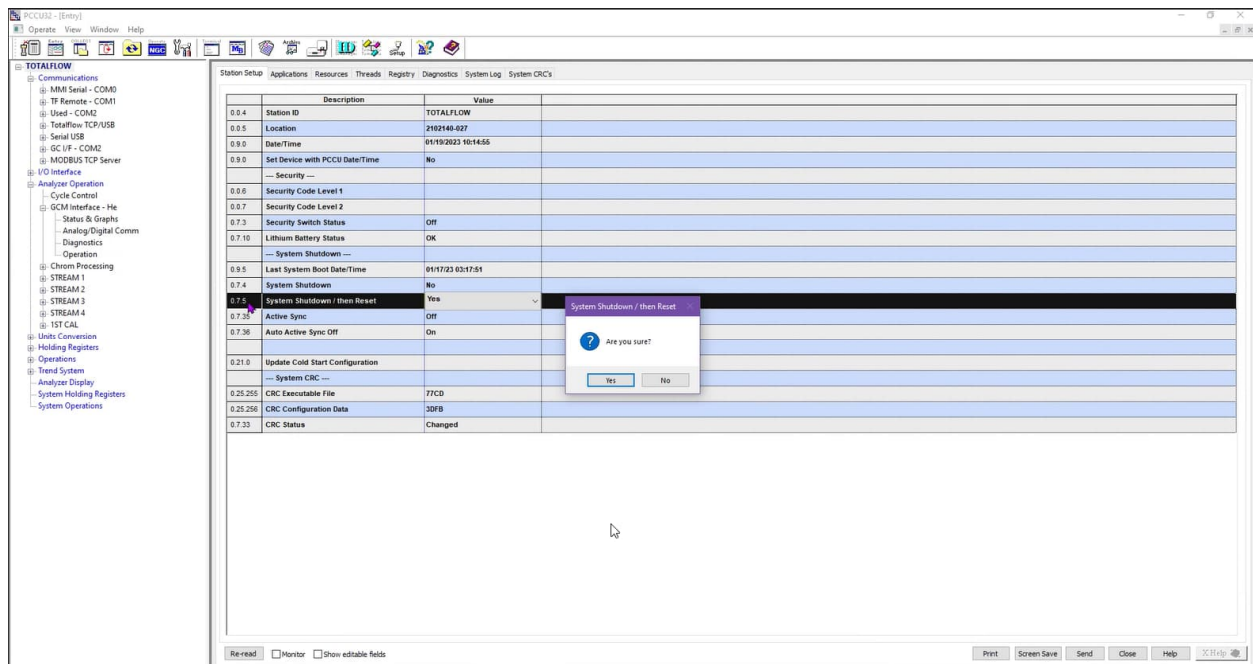 PCCU32 - [Entry]
Operate View Window Help
NGC MB ID Setup
TOTALFLOW
Communications
MMI Serial - COM0
TF Remote - COM1
Used - COM2
Totalflow TCP/USB
Serial USB
GC I/F - COM2
MODBUS TCP Server
I/O Interface
Analyzer Operation
Cycle Control
GCM Interface - He
Status & Graphs
Analog/Digital Comm
Diagnostics
Operation
Chrom Processing
STREAM 1
STREAM 2
STREAM 3
STREAM 4
1ST CAL
Units Conversion
Holding Registers
Operations
Trend System
Analyzer Display
System Holding Registers
System Operations
Station Setup Applications Resources Threads Registry Diagnostics System Log System CRC's
Description Value
0.0.4 Station ID TOTALFLOW
0.0.5 Location 2102140-027
0.9.0 Date/Time 01/19/2023 10:14:55
0.9.0 Set Device with PCCU Date/Time No
--- Security ---
0.0.6 Security Code Level 1
0.0.7 Security Code Level 2
0.7.3 Security Switch Status Off
0.7.10 Lithium Battery Status OK
--- System Shutdown ---
0.9.5 Last System Boot Date/Time 01/17/23 03:17:51
0.7.4 System Shutdown No
0.7.5 System Shutdown / then Reset Yes
0.7.35 Active Sync Off
0.7.36 Auto Active Sync Off On
0.21.0 Update Cold Start Configuration
--- System CRC ---
0.25.255 CRC Executable File 77CD
0.25.256 CRC Configuration Data 3DFB
0.7.33 CRC Status Changed
System Shutdown / then Reset
Are you sure?
Yes No
Re-read Monitor Show editable fields Print Screen Save Send Close Help X Help